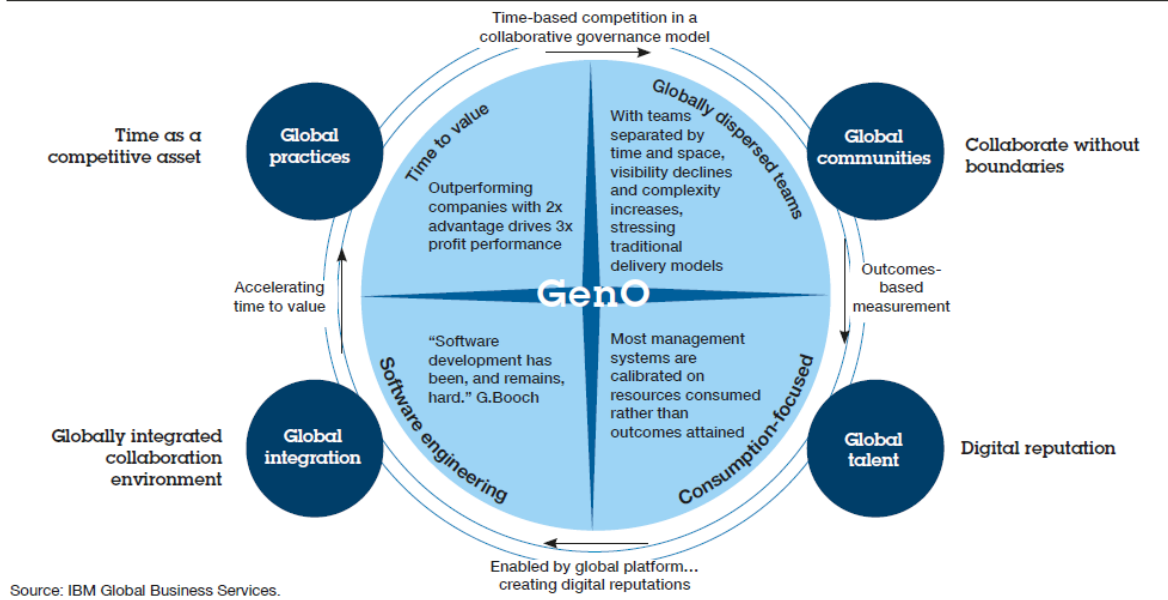 Time-based competition in a
collaborative governance model
Time as a
competitive asset
Global
practices
Time to value
Outperforming
companies with 2x
advantage drives 3x
profit performance
Globally dispersed teams
With teams
separated by
time and space,
visibility declines
and complexity
increases,
stressing
traditional
delivery models
Global
communities
Collaborate without
boundaries
Accelerating
time to value
GenO
Outcomes-
based
measurement
Globally integrated
collaboration
environment
Global
integration
Software engineering
“Software
development has
been, and remains,
hard.” G.Booch
Most management
systems are
calibrated on
resources consumed
rather than
outcomes attained
Consumption-focused
Global
talent
Digital reputation
Enabled by global platform...
creating digital reputations
Source: IBM Global Business Services.